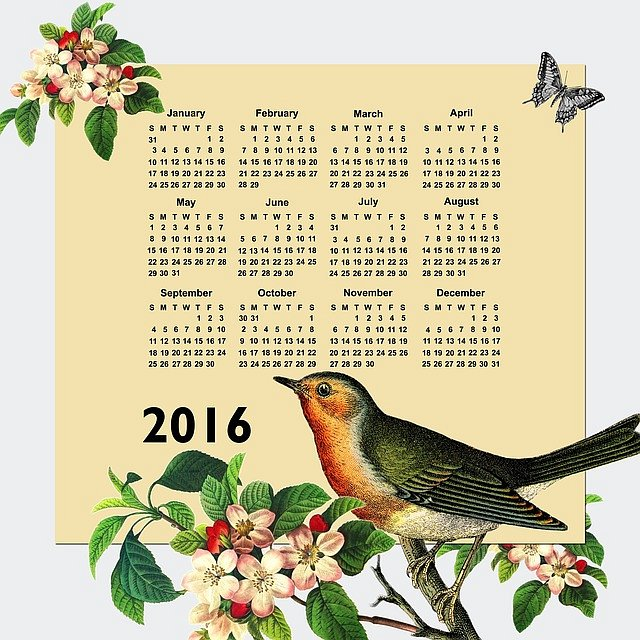 January
S M T W T F S
31 1 2
3 4 5 6 7 8 9
10 11 12 13 14 15 16
17 18 19 20 21 22 23
24 25 26 27 28 29 30
February
S M T W T F S
1 2 3 4 5 6
7 8 9 10 11 12 13
14 15 16 17 18 19 20
21 22 23 24 25 26 27
28 29
March
S M T W T F S
1 2 3 4 5
6 7 8 9 10 11 12
13 14 15 16 17 18 19
20 21 22 23 24 25 26
27 28 29 30 31
April
S M T W T F S
1 2
3 4 5 6 7 8 9
10 11 12 13 14 15 16
17 18 19 20 21 22 23
24 25 26 27 28 29 30
May
S M T W T F S
1 2 3 4 5 6 7
8 9 10 11 12 13 14
15 16 17 18 19 20 21
22 23 24 25 26 27 28
29 30 31
June
S M T W T F S
1 2 3 4
5 6 7 8 9 10 11
12 13 14 15 16 17 18
19 20 21 22 23 24 25
26 27 28 29 30
July
S M T W T F S
31 1 2
3 4 5 6 7 8 9
10 11 12 13 14 15 16
17 18 19 20 21 22 23
24 25 26 27 28 29 30
August
S M T W T F S
1 2 3 4 5 6
7 8 9 10 11 12 13
14 15 16 17 18 19 20
21 22 23 24 25 26 27
28 29 30 31
September
S M T W T F S
1 2 3
4 5 6 7 8 9 10
11 12 13 14 15 16 17
18 19 20 21 22 23 24
25 26 27 28 29 30
October
S M T W T F S
30 31 1
2 3 4 5 6 7 8
9 10 11 12 13 14 15
16 17 18 19 20 21 22
23 24 25 26 27 28 29
November
S M T W T F S
1 2 3 4 5
6 7 8 9 10 11 12
13 14 15 16 17 18 19
20 21 22 23 24 25 26
27 28 29 30
December
S M T W T F S
1 2 3
4 5 6 7 8 9 10
11 12 13 14 15 16 17
18 19 20 21 22 23 24
25 26 27 28 29 30 31
2016